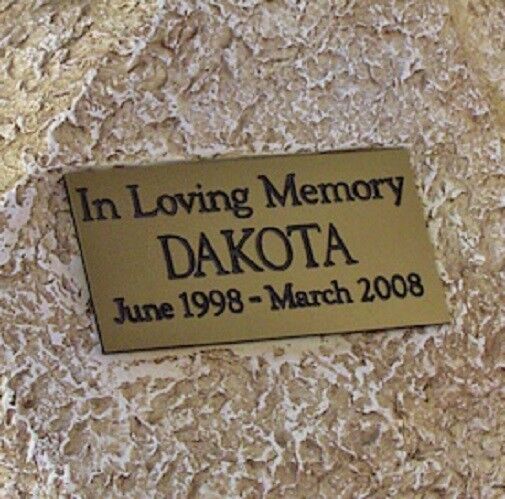 In Loving Memory
DAKOTA
June 1998 - March 2008